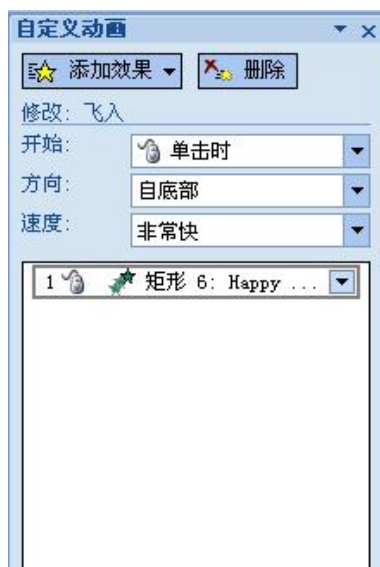 自定义动画
添加效果 删除
修改: 飞入
开始: 单击时
方向: 自底部
速度: 非常快
1 矩形 6: Happy ...